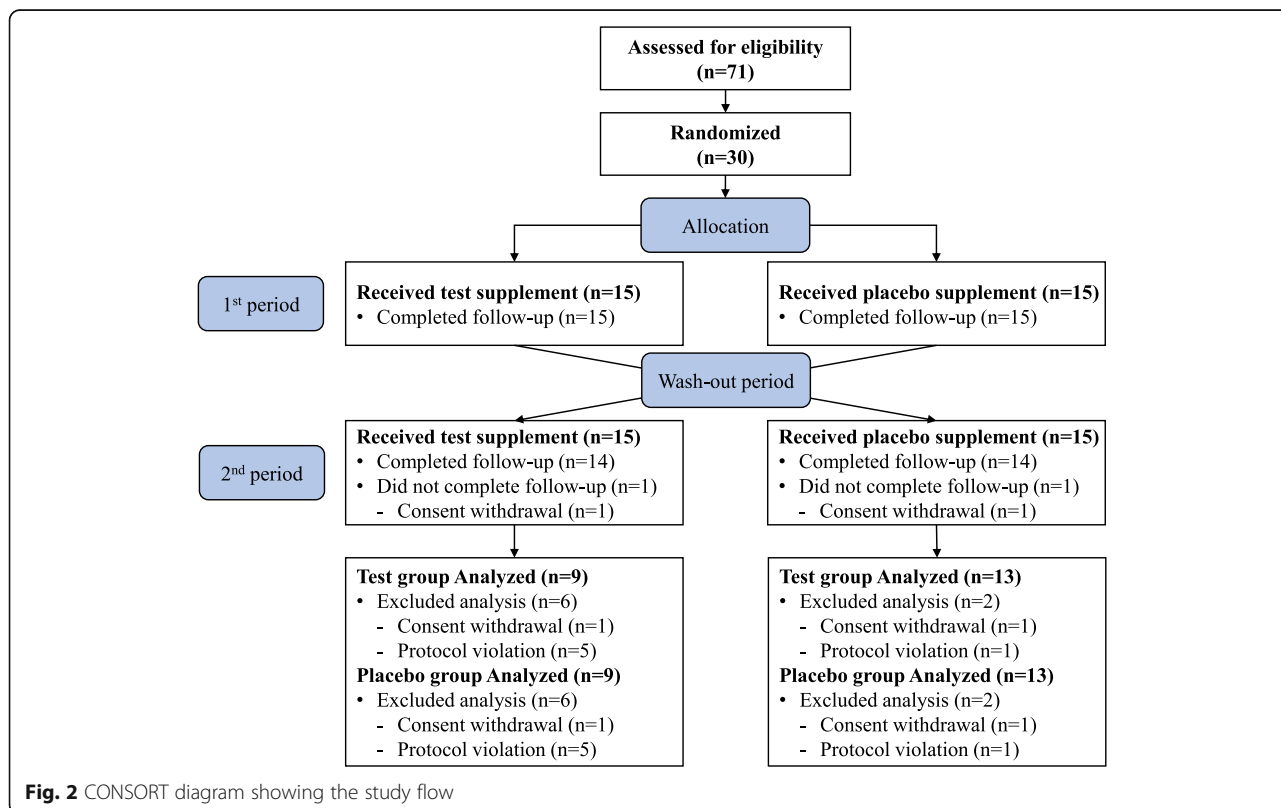 Assessed for eligibility
(n=71)
Randomized
(n=30)
Allocation
1st period
Received test supplement (n=15)
• Completed follow-up (n=15)
Received placebo supplement (n=15)
• Completed follow-up (n=15)
Wash-out period
2nd period
Received test supplement (n=15)
• Completed follow-up (n=14)
• Did not complete follow-up (n=1)
- Consent withdrawal (n=1)
Received placebo supplement (n=15)
• Completed follow-up (n=14)
• Did not complete follow-up (n=1)
- Consent withdrawal (n=1)
Test group Analyzed (n=9)
• Excluded analysis (n=6)
- Consent withdrawal (n=1)
- Protocol violation (n=5)
Placebo group Analyzed (n=9)
• Excluded analysis (n=6)
- Consent withdrawal (n=1)
- Protocol violation (n=5)
Test group Analyzed (n=13)
• Excluded analysis (n=2)
- Consent withdrawal (n=1)
- Protocol violation (n=1)
Placebo group Analyzed (n=13)
• Excluded analysis (n=2)
- Consent withdrawal (n=1)
- Protocol violation (n=1)
Fig. 2 CONSORT diagram showing the study flow